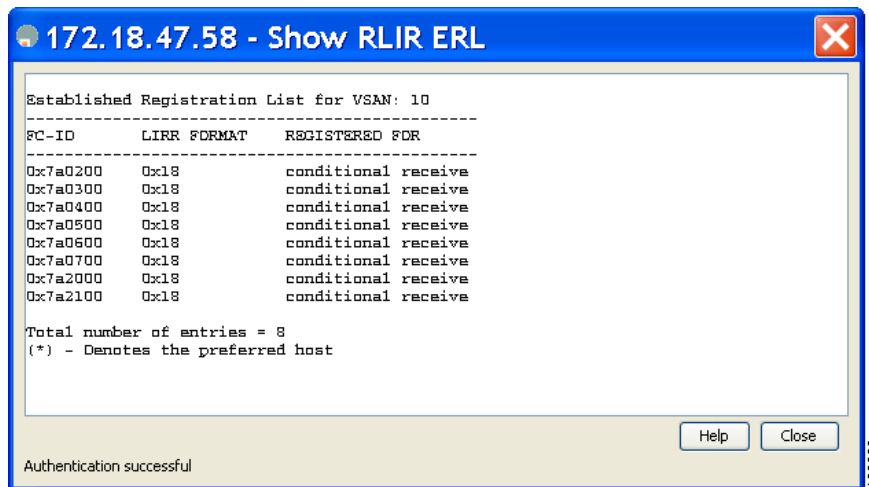 172.18.47.58 - Show RLIR ERL
Established Registration List for VSAN: 10
--------------------------------------------------
FC-ID LIRR FORMAT REGISTERED FOR
--------------------------------------------------
0x7a0200 0x18 conditional receive
0x7a0300 0x18 conditional receive
0x7a0400 0x18 conditional receive
0x7a0500 0x18 conditional receive
0x7a0600 0x18 conditional receive
0x7a0700 0x18 conditional receive
0x7a2000 0x18 conditional receive
0x7a2100 0x18 conditional receive
Total number of entries = 8
(*) - Denotes the preferred host
Help Close
Authentication successful